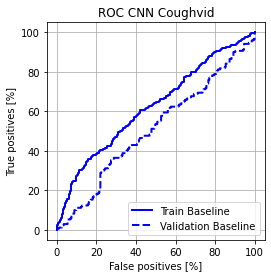 ROC CNN Coughvid
100
80
60
40
20
0
True positives [%]
Train Baseline
Validation Baseline
0 20 40 60 80 100
False positives [%]